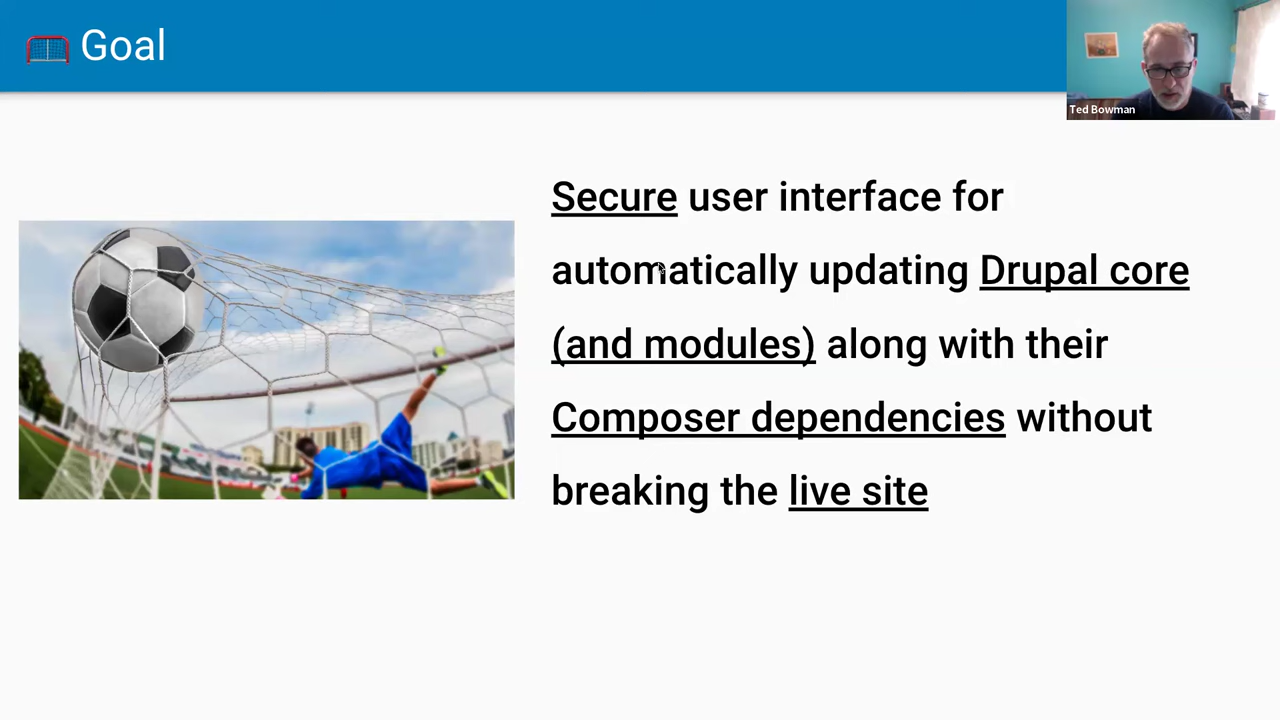 Goal
Ted Bowman
Secure user interface for
automatically updating Drupal core
(and modules) along with their
Composer dependencies without
breaking the live site